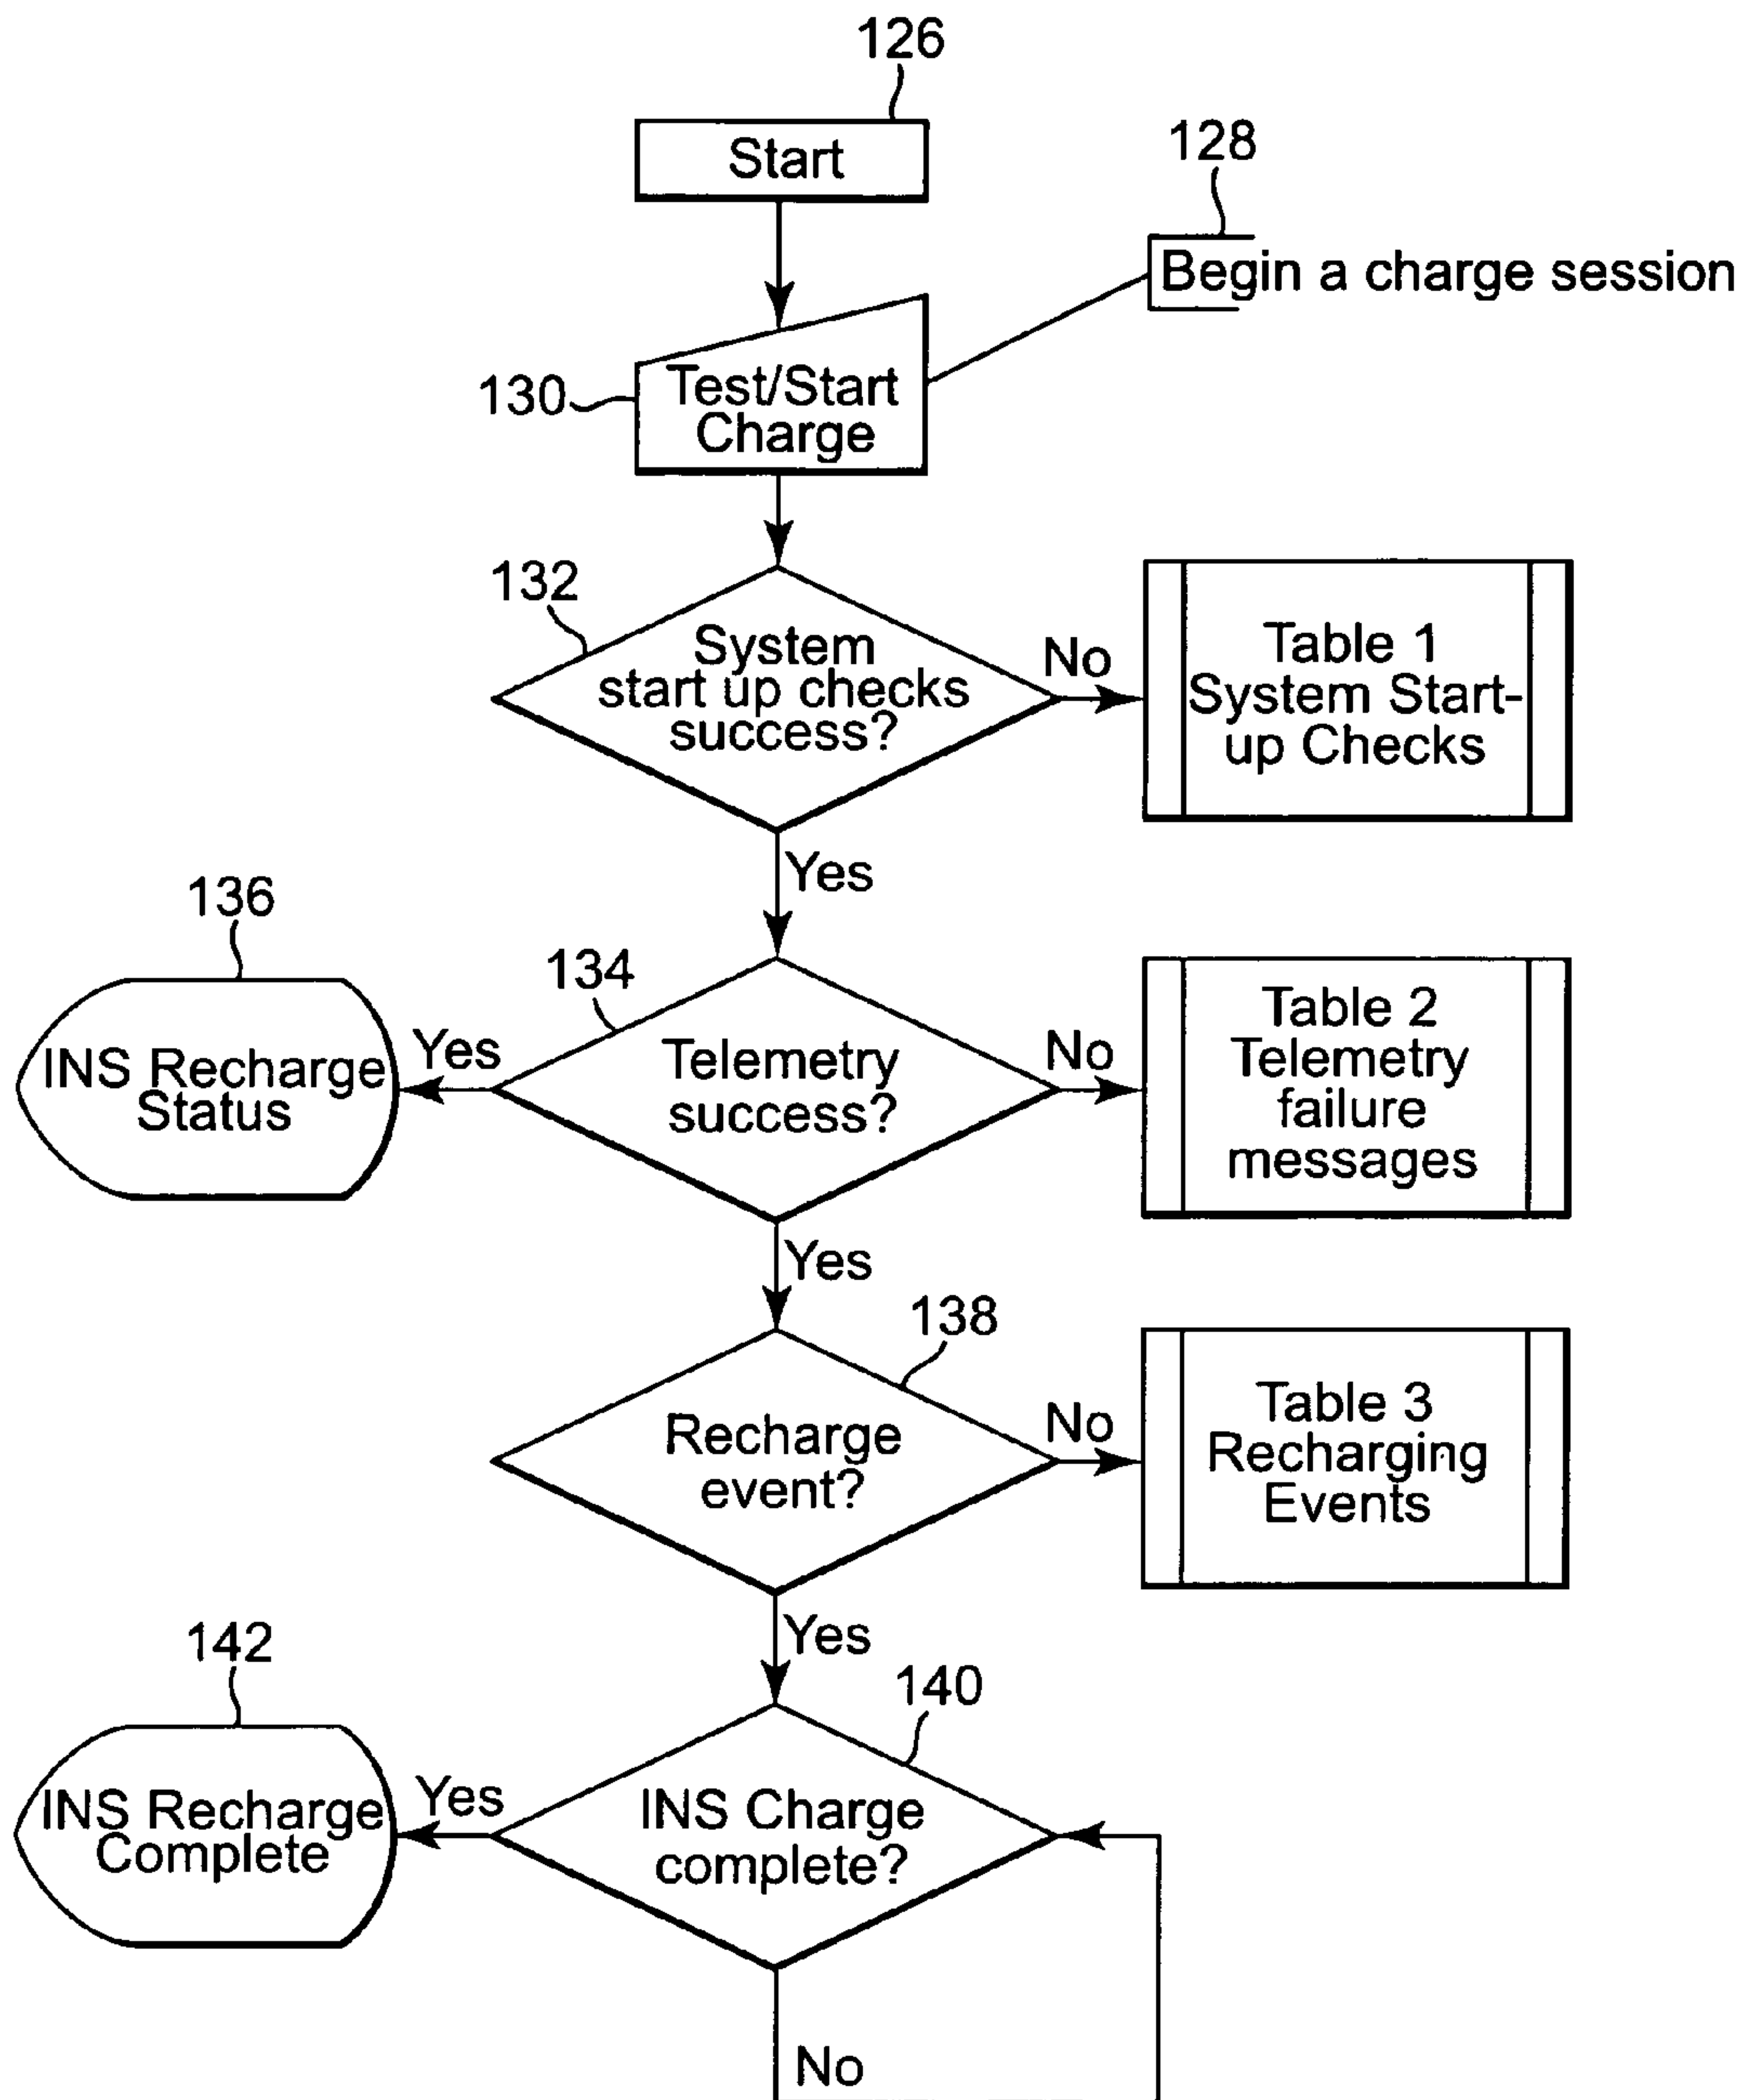 126
Start
128
Begin a charge session
130
Test/Start
Charge
132
System
start up checks
success?
No
Table 1
System Start-
up Checks
Yes
136
134
INS Recharge
Status
Yes
Telemetry
success?
No
Table 2
Telemetry
failure
messages
Yes
138
Recharge
event?
No
Table 3
Recharging
Events
Yes
142
140
INS Recharge
Complete
Yes
INS Charge
complete?
No